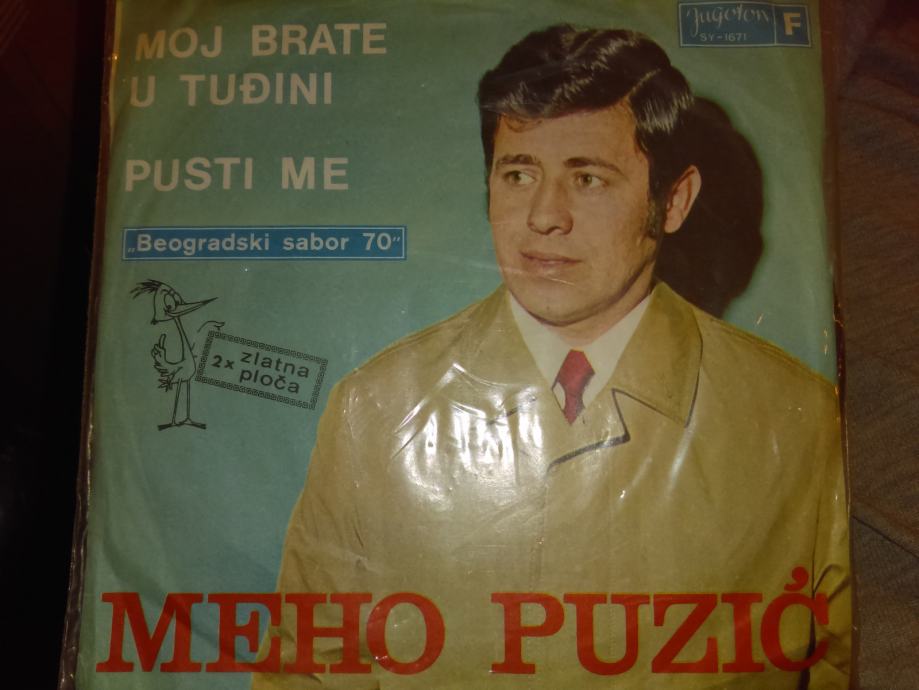 MOJ BRATE
U TUĐINI
PUSTI ME
Jugoton F
SY-1671
„Beogradski sabor 70”
2x zlatna
ploča
MEHO PUZIĆ